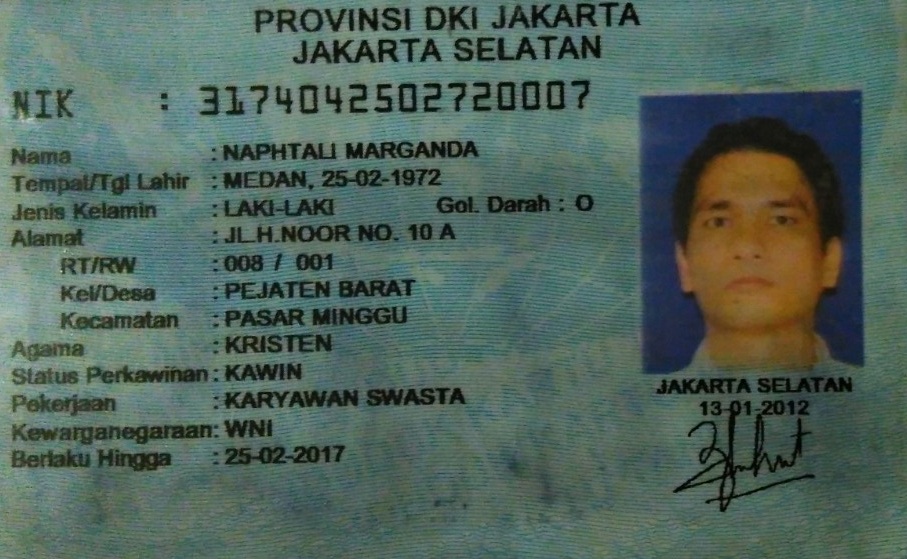 PROVINSI DKI JAKARTA
JAKARTA SELATAN
NIK : 3174042502720007
Nama : NAPHTALI MARGANDA
Tempat/Tgl Lahir : MEDAN, 25-02-1972
Jenis Kelamin : LAKI-LAKI Gol. Darah : O
Alamat : JL.H.NOOR NO. 10 A
RT/RW : 008 / 001
Kel/Desa : PEJATEN BARAT
Kecamatan : PASAR MINGGU
Agama : KRISTEN
Status Perkawinan : KAWIN
Pekerjaan : KARYAWAN SWASTA
Kewarganegaraan: WNI
Berlaku Hingga : 25-02-2017
JAKARTA SELATAN
13-01-2012